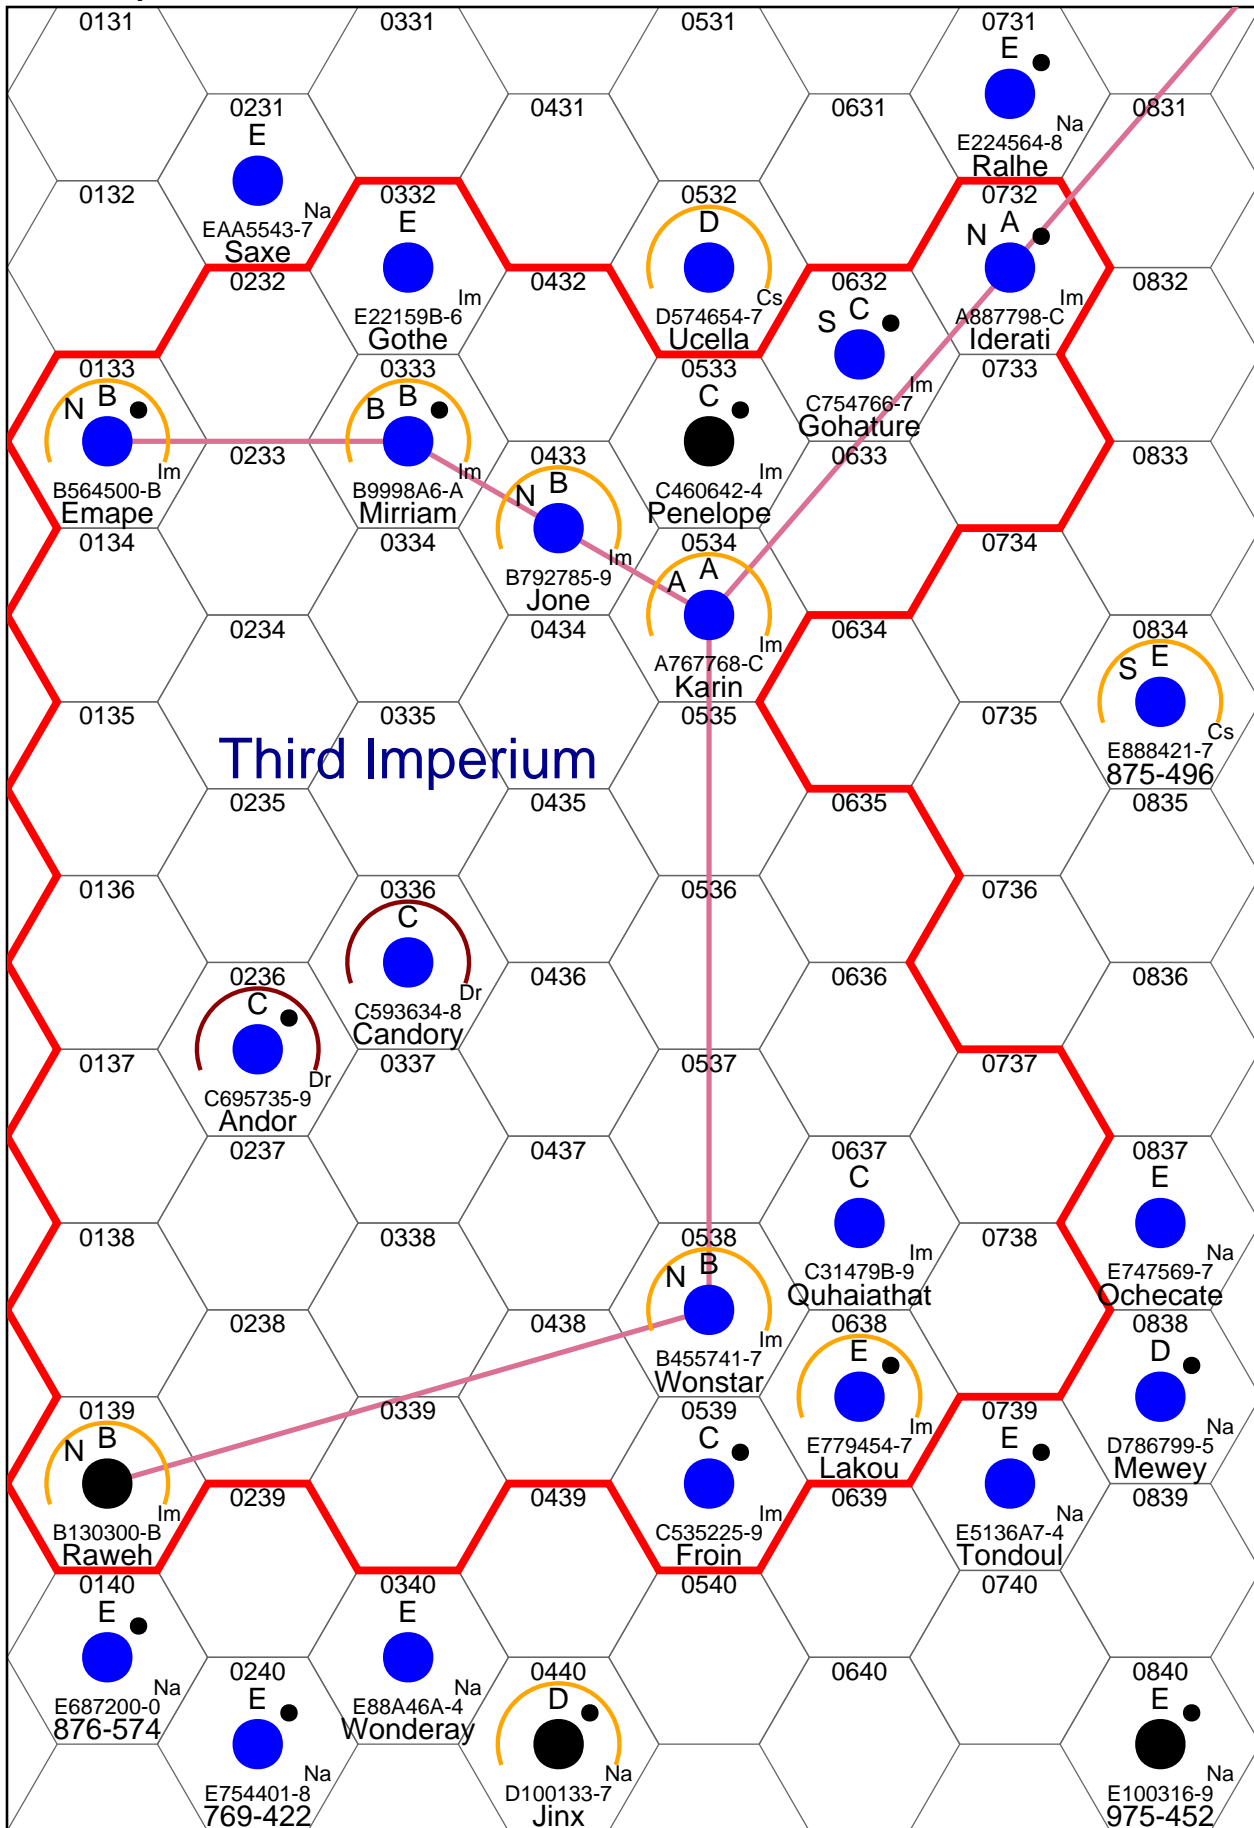 0131
0331
0531
0731
E
E224564-8
Na
Ralhe
0231
E
EAA5543-7
Na
Saxe
0431
0631
0831
0132
0332
E
E22159B-6
Im
Gothe
0532
D
D574654-7
Cs
Ucella
0732
N A
A887798-C
Im
Iderati
0232
0432
0632
S C
C754766-7
Im
Gohature
0832
0133
N B
B564500-B
Im
Emape
0333
B B
B9998A6-A
Im
Mirriam
0533
C
C460642-4
Im
Penelope
0733
0233
0433
N B
B792785-9
Im
Jone
0633
0833
0134
0334
0534
A A
A767768-C
Im
Karin
0734
0234
0434
0634
0834
S E
E888421-7
Cs
875-496
0135
0335
0535
0735
Third Imperium
0235
0435
0635
0835
0136
0336
C
C593634-8
Dr
Candory
0536
0736
0236
C
C695735-9
Dr
Andor
0436
0636
0836
0137
0337
0537
0737
0237
0437
0637
C
C31479B-9
Im
Quhaiathat
0837
E
E747569-7
Na
Ochecate
0138
0338
0538
N B
B455741-7
Im
Wonstar
0738
0238
0438
0638
E
E779454-7
Im
Lakou
0838
D
D786799-5
Na
Mewey
0139
N B
B130300-B
Im
Raweh
0339
0539
C
C535225-9
Im
Froin
0739
E
E5136A7-4
Na
Tondoul
0239
0439
0639
0839
0140
E
E687200-0
Na
876-574
0340
E
E88A46A-4
Na
Wonderay
0540
0740
0240
E
E754401-8
Na
769-422
0440
D
D100133-7
Na
Jinx
0640
0840
E
E100316-9
Na
975-452